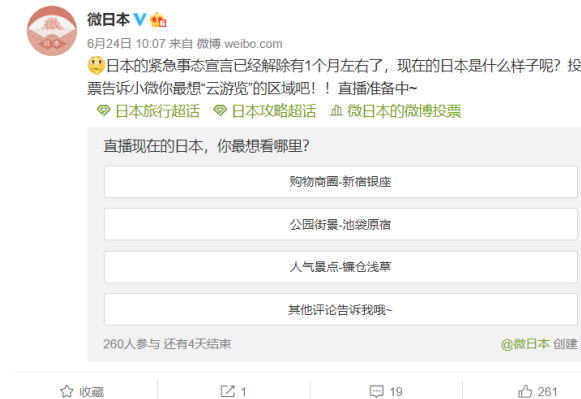 微日本
6月24日 10:07 来自 微博 weibo.com
日本的紧急事态宣言已经解除有1个月左右了，现在的日本是什么样子呢？投
票告诉小微你最想“云游览”的区域吧！！直播准备中~
日本旅行超话 日本攻略超话 微日本的微博投票
直播现在的日本，你最想看哪里？
购物商圈-新宿银座
公园街景-池袋原宿
人气景点-镰仓浅草
其他评论告诉我哦~
260人参与 还有4天结束 @微日本 创建
收藏 1 19 261